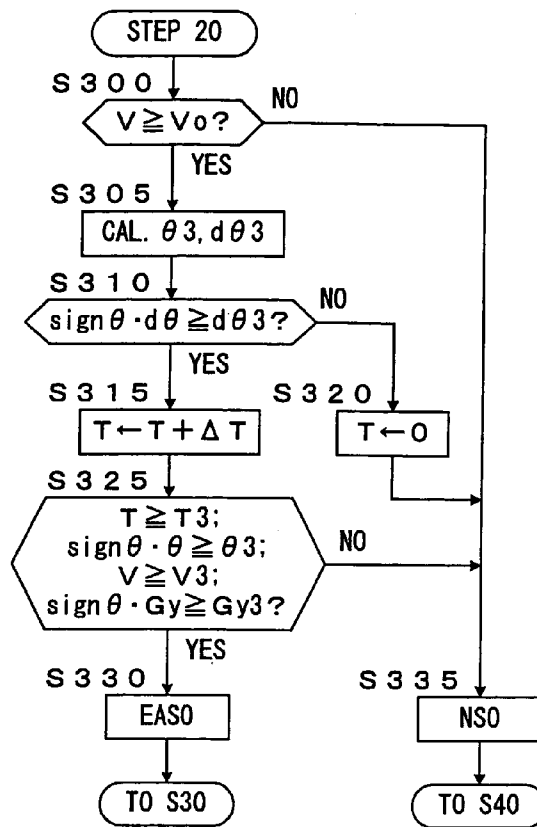 STEP 20
S300
V≧Vo?
NO
YES
S305
CAL. θ3, dθ3
S310
signθ·dθ≧dθ3?
NO
YES
S315
T←T+ΔT
S320
T←0
S325
T≧T3;
signθ·θ≧θ3;
V≧V3;
signθ·Gy≧Gy3?
NO
YES
S330
EASO
S335
NSO
TO S30
TO S40